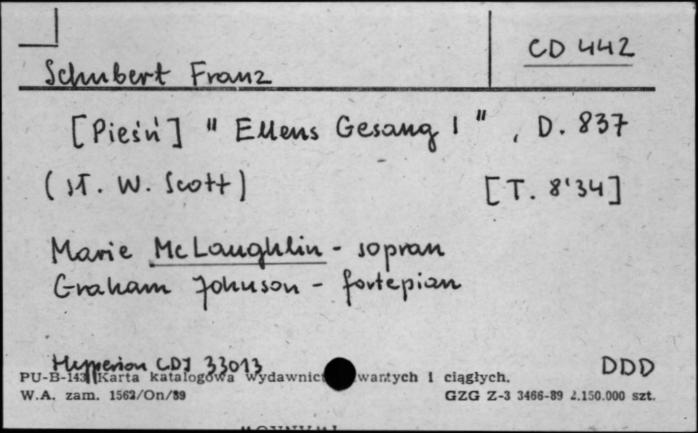 CD 442
Schubert Franz
[Pieśń] "Ellens Gesang I", D. 837
(sł. W. Scott) [T. 8'34]
Marie McLaughlin - sopran
Graham Johnson - fortepian
Hyperion CDJ 33013 DDD
PU-B-143 Karta katalogowa wydawnict wartych i ciągłych.
W.A. zam. 1562/On/89 GZG Z-3 3466-89 2.150.000 szt.